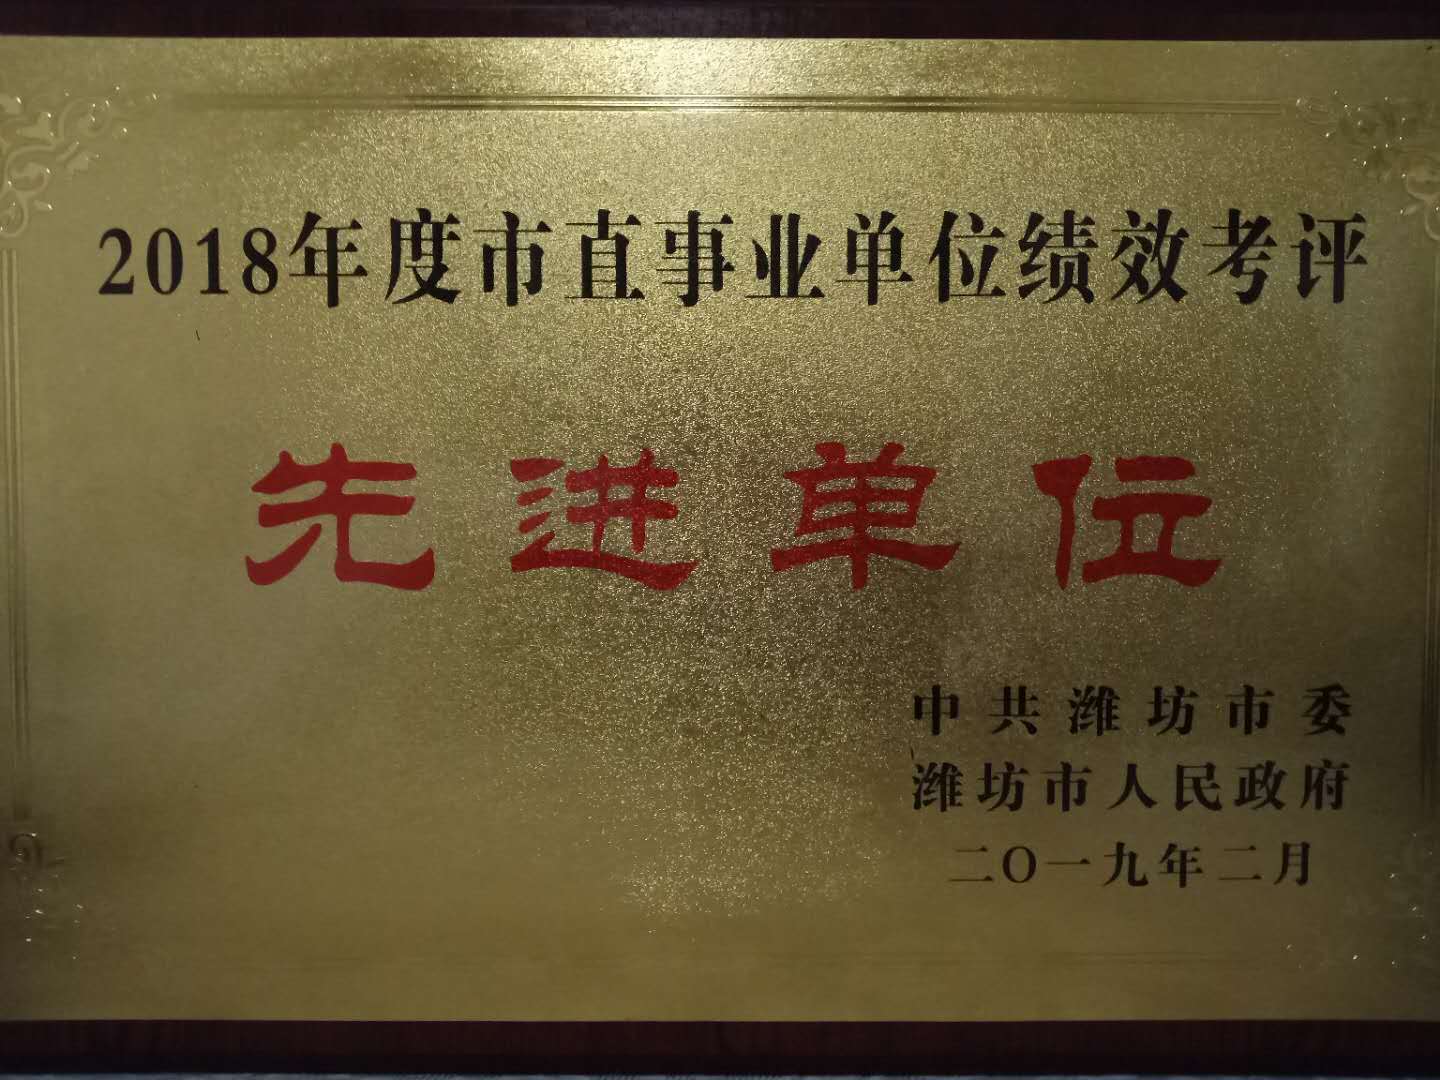 2018年度市直事业单位绩效考评
先进单位
中共潍坊市委
潍坊市人民政府
二〇一九年二月